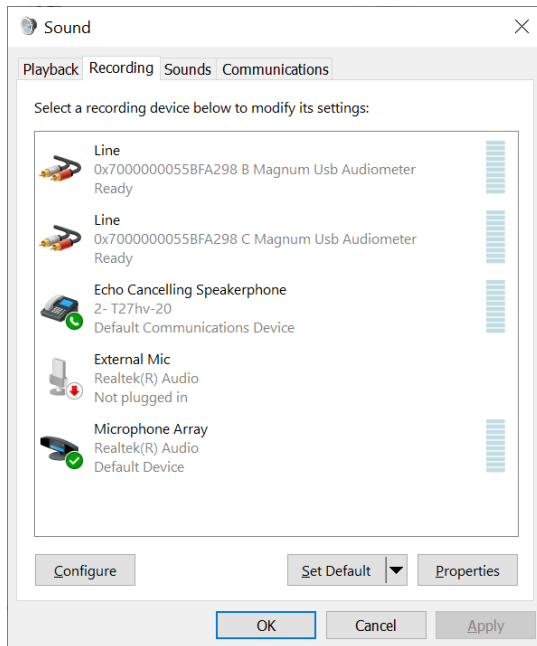 Sound
Playback Recording Sounds Communications
Select a recording device below to modify its settings:
Line
0x7000000055BFA298 B Magnum Usb Audiometer
Ready
Line
0x7000000055BFA298 C Magnum Usb Audiometer
Ready
Echo Cancelling Speakerphone
2- T27hv-20
Default Communications Device
External Mic
Realtek(R) Audio
Not plugged in
Microphone Array
Realtek(R) Audio
Default Device
Configure Set Default Properties
OK Cancel Apply